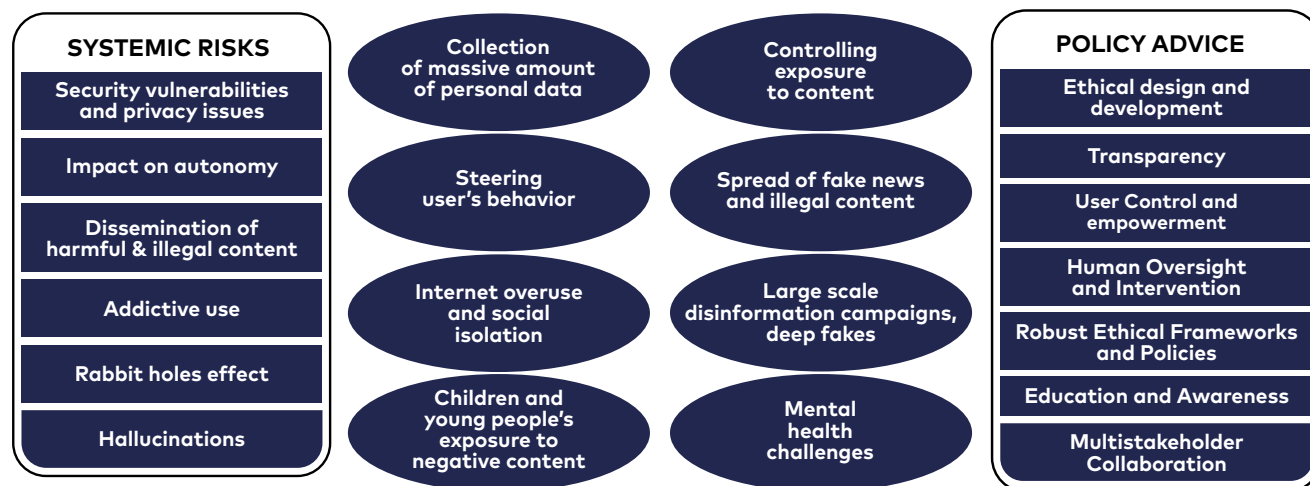 SYSTEMIC RISKS
Security vulnerabilities
and privacy issues
Impact on autonomy
Dissemination of
harmful & illegal content
Addictive use
Rabbit holes effect
Hallucinations
Collection
of massive amount
of personal data
Controlling
exposure
to content
Steering
user's behavior
Spread of fake news
and illegal content
Internet overuse
and social
isolation
Large scale
disinformation campaigns,
deep fakes
Children and
young people's
exposure to
negative content
Mental
health
challenges
POLICY ADVICE
Ethical design and
development
Transparency
User Control and
empowerment
Human Oversight
and Intervention
Robust Ethical Frameworks
and Policies
Education and Awareness
Multistakeholder
Collaboration